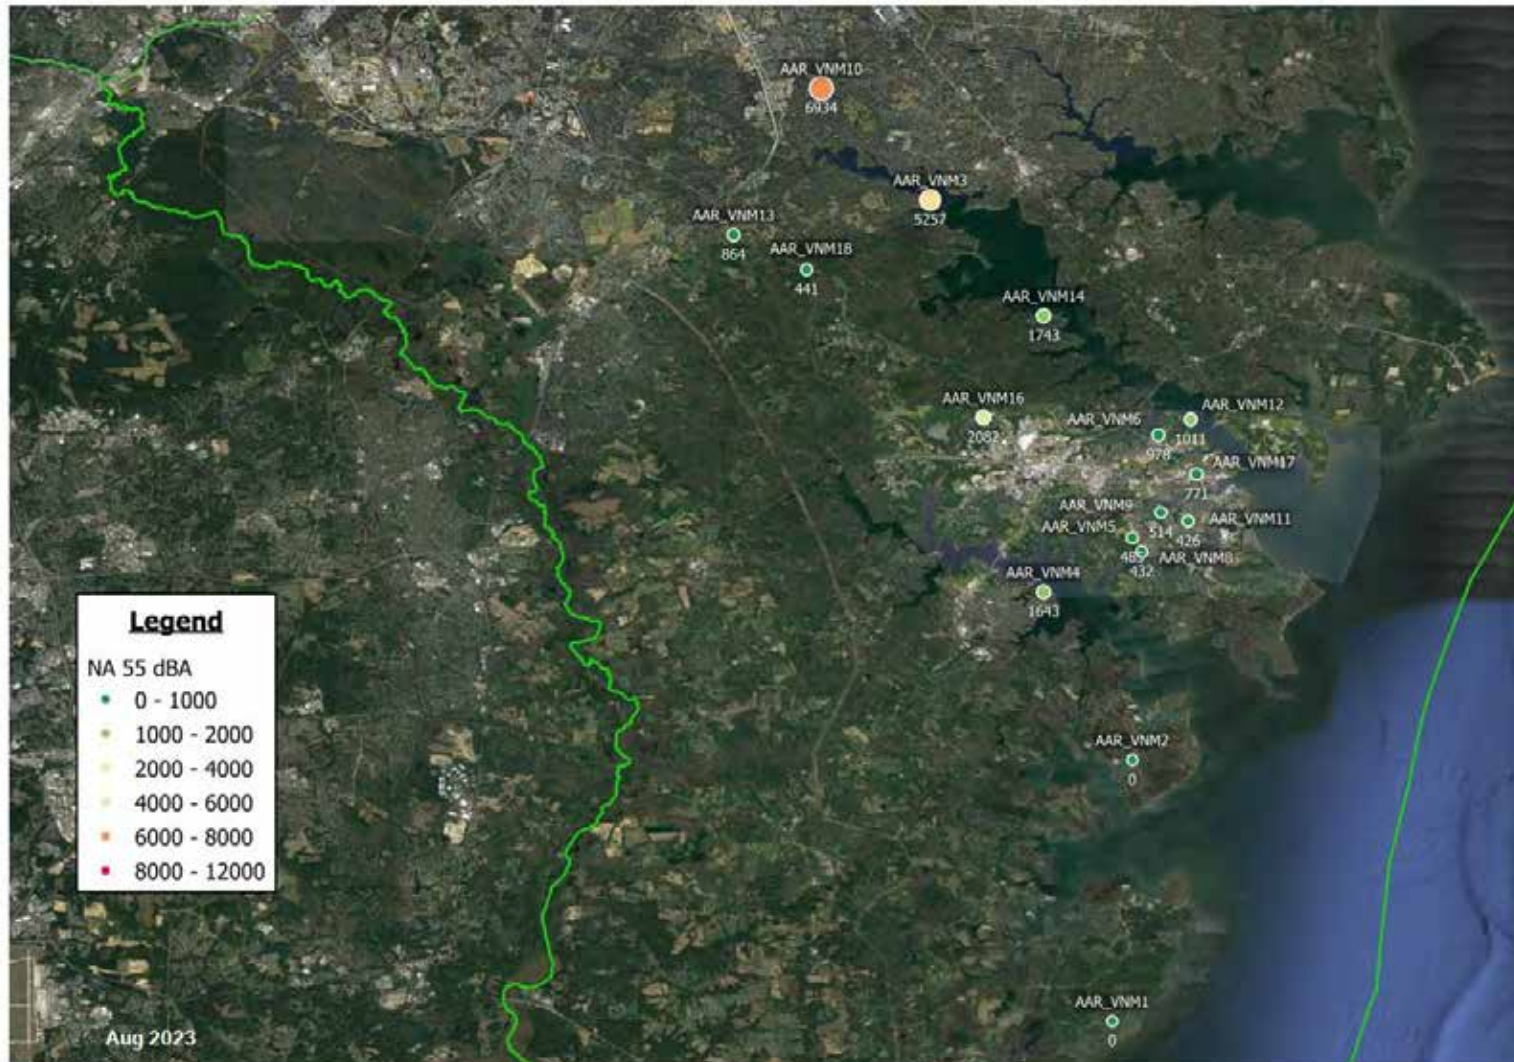 AAR_VNM10
6934
AAR_VNM3
5257
AAR_VNM13
864
AAR_VNM18
441
AAR_VNM14
1743
AAR_VNM16
2082
AAR_VNM6
978
AAR_VNM12
1011
AAR_VNM17
771
AAR_VNM9
514
AAR_VNM11
426
AAR_VNM5
485
AAR_VNM8
432
AAR_VNM4
1643
Legend
NA 55 dBA
0 - 1000
1000 - 2000
2000 - 4000
4000 - 6000
6000 - 8000
8000 - 12000
AAR_VNM2
0
AAR_VNM1
0
Aug 2023